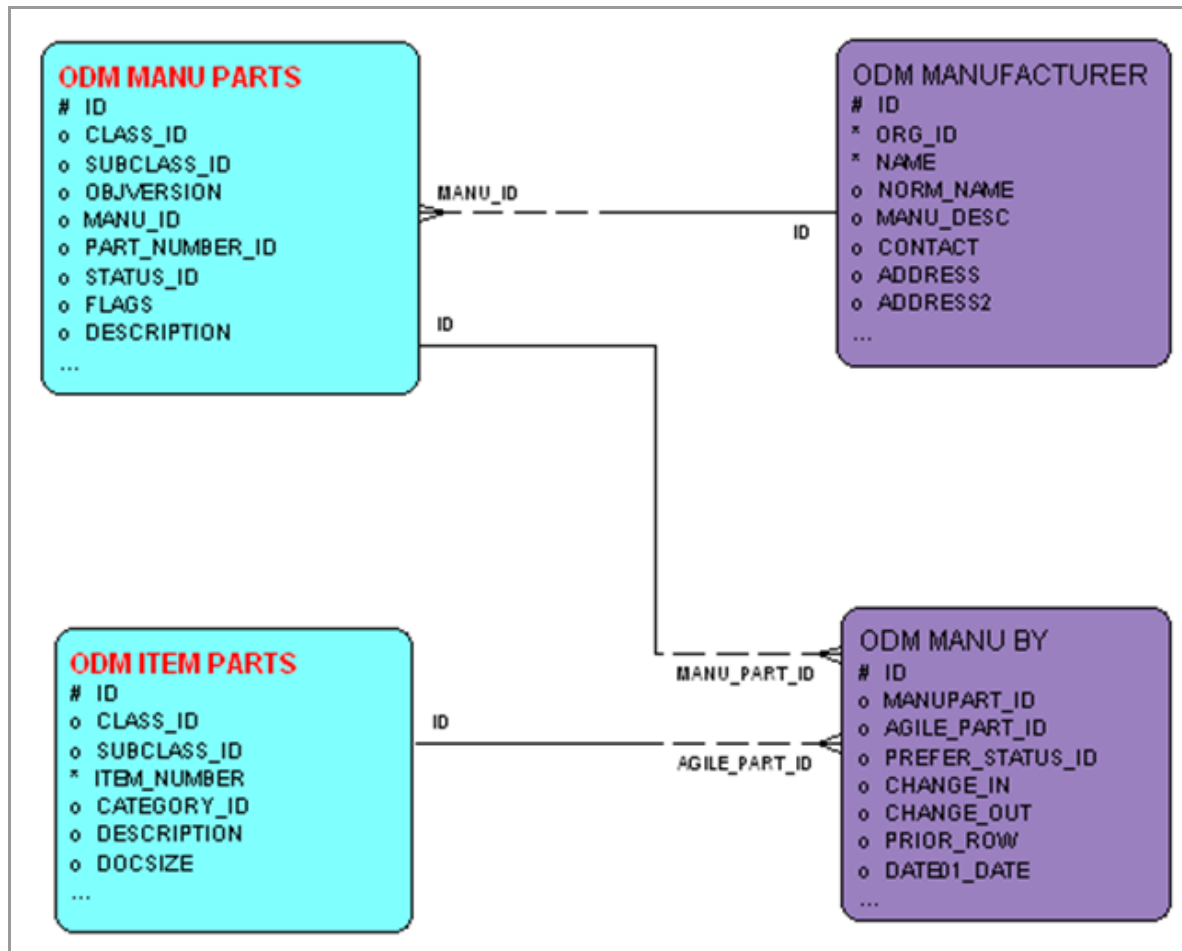 ODM MANU PARTS
# ID
o CLASS_ID
o SUBCLASS_ID
o OBJVERSION
o MANU_ID
o PART_NUMBER_ID
o STATUS_ID
o FLAGS
o DESCRIPTION
...
MANU_ID
ID
ODM MANUFACTURER
# ID
* ORG_ID
* NAME
o NORM_NAME
o MANU_DESC
o CONTACT
o ADDRESS
o ADDRESS2
...
ID
MANU_PART_ID
ODM ITEM PARTS
# ID
o CLASS_ID
o SUBCLASS_ID
* ITEM_NUMBER
o CATEGORY_ID
o DESCRIPTION
o DOCSIZE
...
ID
AGILE_PART_ID
ODM MANU BY
# ID
o MANUPART_ID
o AGILE_PART_ID
o PREFER_STATUS_ID
o CHANGE_IN
o CHANGE_OUT
o PRIOR_ROW
o DATE01_DATE
...